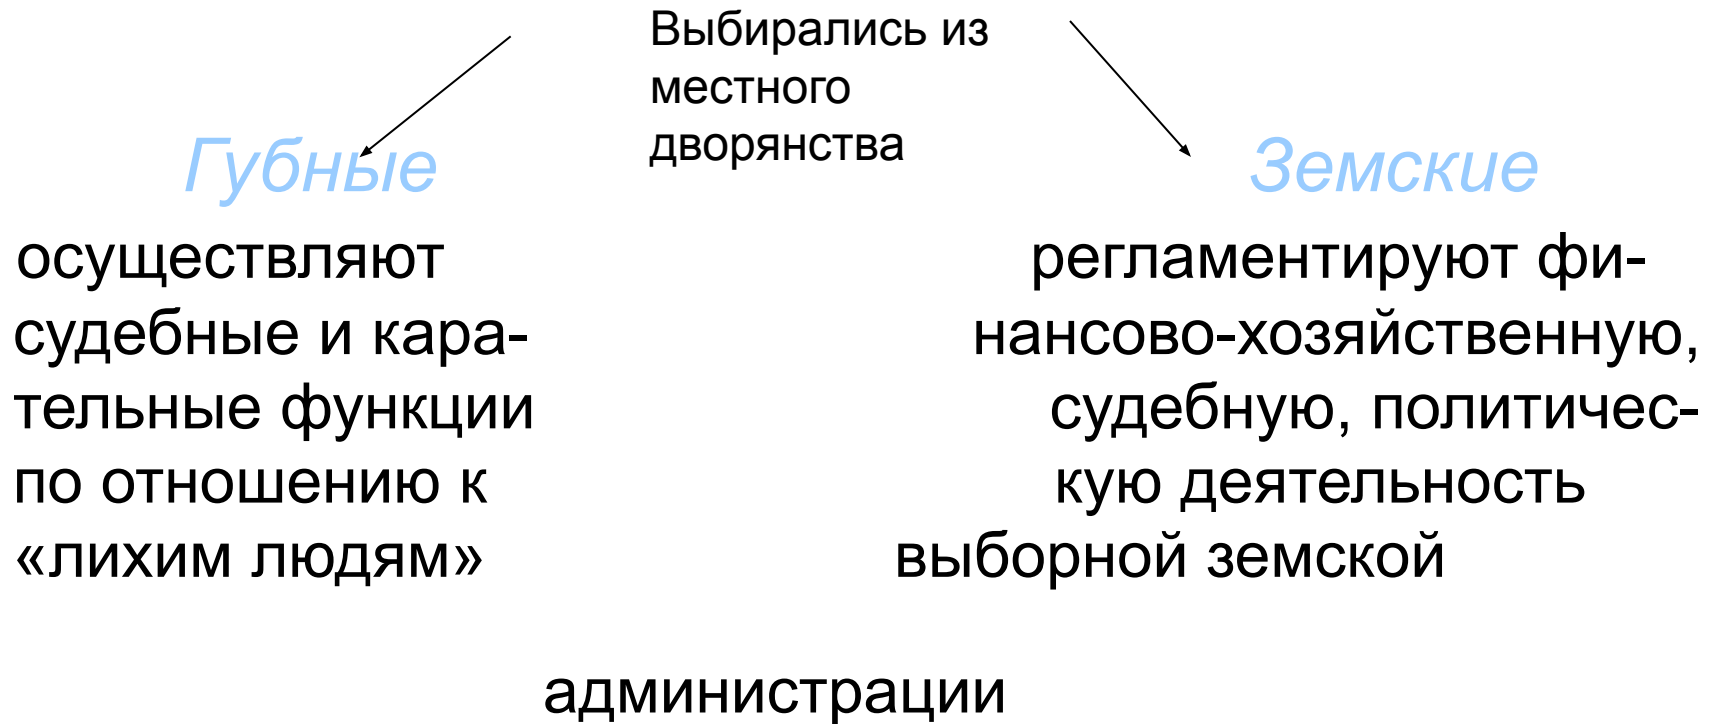 Выбирались из
местного
дворянства
Губные
осуществляют
судебные и кара-
тельные функции
по отношению к
«лихим людям»
Земские
регламентируют фи-
нансово-хозяйственную,
судебную, политичес-
кую деятельность
выборной земской
администрации